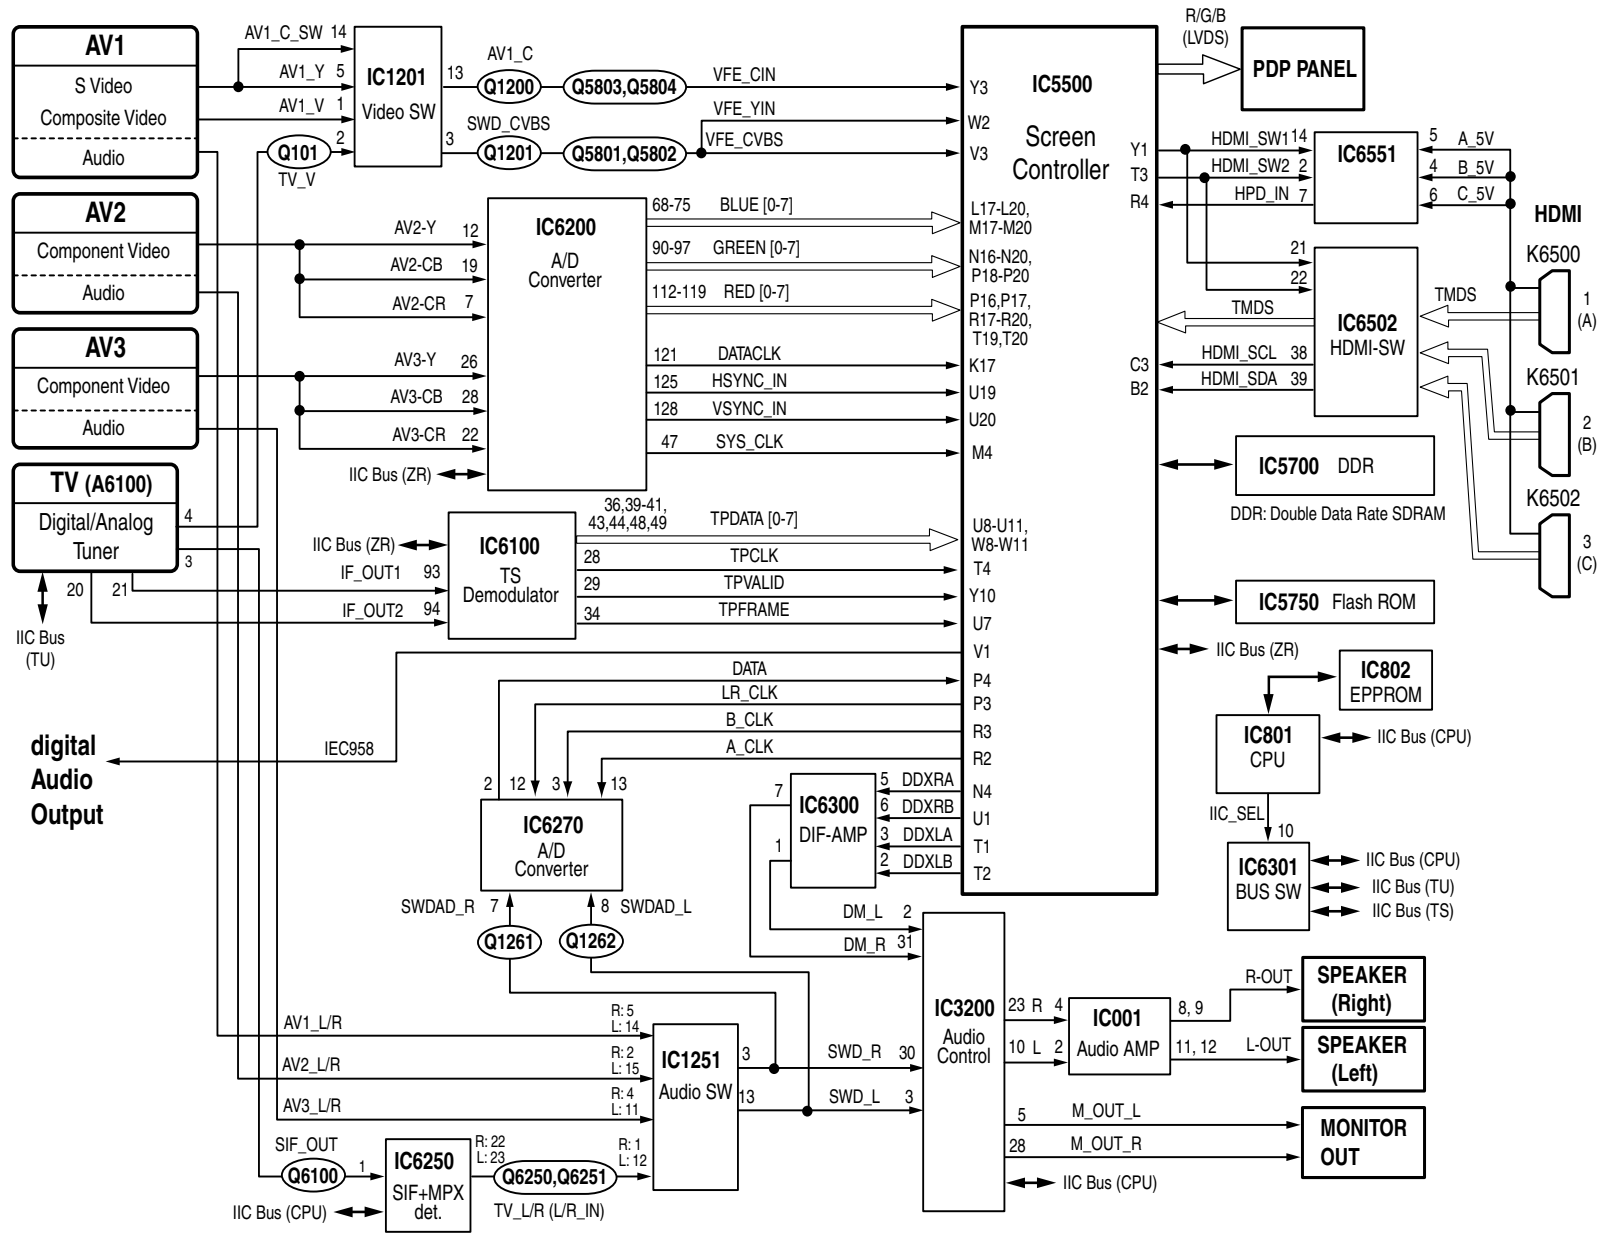 AV1
S Video
Composite Video
Audio
AV1_C_SW 14
AV1_Y 5
AV1_V 1
2
Q101
TV_V
IC1201
Video SW
13
3
AV1_C
Q1200
Q5803,Q5804
VFE_CIN
SWD_CVBS
Q1201
Q5801,Q5802
VFE_YIN
VFE_CVBS
AV2
Component Video
Audio
AV2-Y 12
AV2-CB 19
AV2-CR 7
AV3
Component Video
Audio
AV3-Y 26
AV3-CB 28
AV3-CR 22
IIC Bus (ZR)
IC6200
A/D
Converter
68-75 BLUE [0-7]
90-97 GREEN [0-7]
112-119 RED [0-7]
121 DATACLK
125 HSYNC_IN
128 VSYNC_IN
47 SYS_CLK
TV (A6100)
Digital/Analog
Tuner
4
3
20
21
IIC Bus
(TU)
IIC Bus (ZR)
IF_OUT1 93
IF_OUT2 94
IC6100
TS
Demodulator
36,39-41,
43,44,48,49
TPDATA [0-7]
28 TPCLK
29 TPVALID
34 TPFRAME
IC5500
Screen
Controller
Y3
W2
V3
L17-L20,
M17-M20
N16-N20,
P18-P20
P16,P17,
R17-R20,
T19,T20
K17
U19
U20
M4
U8-U11,
W8-W11
T4
Y10
U7
V1
P4
P3
R3
R2
N4
U1
T1
T2
Y1
T3
R4
C3
B2
R/G/B
(LVDS)
PDP PANEL
HDMI_SW1 14
HDMI_SW2 2
HPD_IN 7
IC6551
5 A_5V
4 B_5V
6 C_5V
HDMI
21
22
TMDS
HDMI_SCL 38
HDMI_SDA 39
IC6502
HDMI-SW
TMDS
K6500
1
(A)
K6501
2
(B)
K6502
3
(C)
IC5700 DDR
DDR: Double Data Rate SDRAM
IC5750 Flash ROM
IIC Bus (ZR)
IC802
EPPROM
IC801
CPU
IIC Bus (CPU)
IIC_SEL
10
IC6301
BUS SW
IIC Bus (CPU)
IIC Bus (TU)
IIC Bus (TS)
DATA
LR_CLK
B_CLK
A_CLK
digital
Audio
Output
IEC958
2
12
3
13
IC6270
A/D
Converter
SWDAD_R 7
8 SWDAD_L
Q1261
Q1262
7
1
IC6300
DIF-AMP
5 DDXRA
6 DDXRB
3 DDXLA
2 DDXLB
DM_L 2
DM_R 31
AV1_L/R
R: 5
L: 14
AV2_L/R
R: 2
L: 15
AV3_L/R
R: 4
L: 11
R: 1
L: 12
IC1251
Audio SW
3
13
SWD_R 30
SWD_L 3
SIF_OUT
Q6100
1
IC6250
SIF+MPX
det.
R: 22
L: 23
Q6250,Q6251
TV_L/R (L/R_IN)
IIC Bus (CPU)
IC3200
Audio
Control
23 R 4
10 L 2
IC001
Audio AMP
8, 9
11, 12
R-OUT
L-OUT
SPEAKER
(Right)
SPEAKER
(Left)
5 M_OUT_L
28 M_OUT_R
MONITOR
OUT
IIC Bus (CPU)